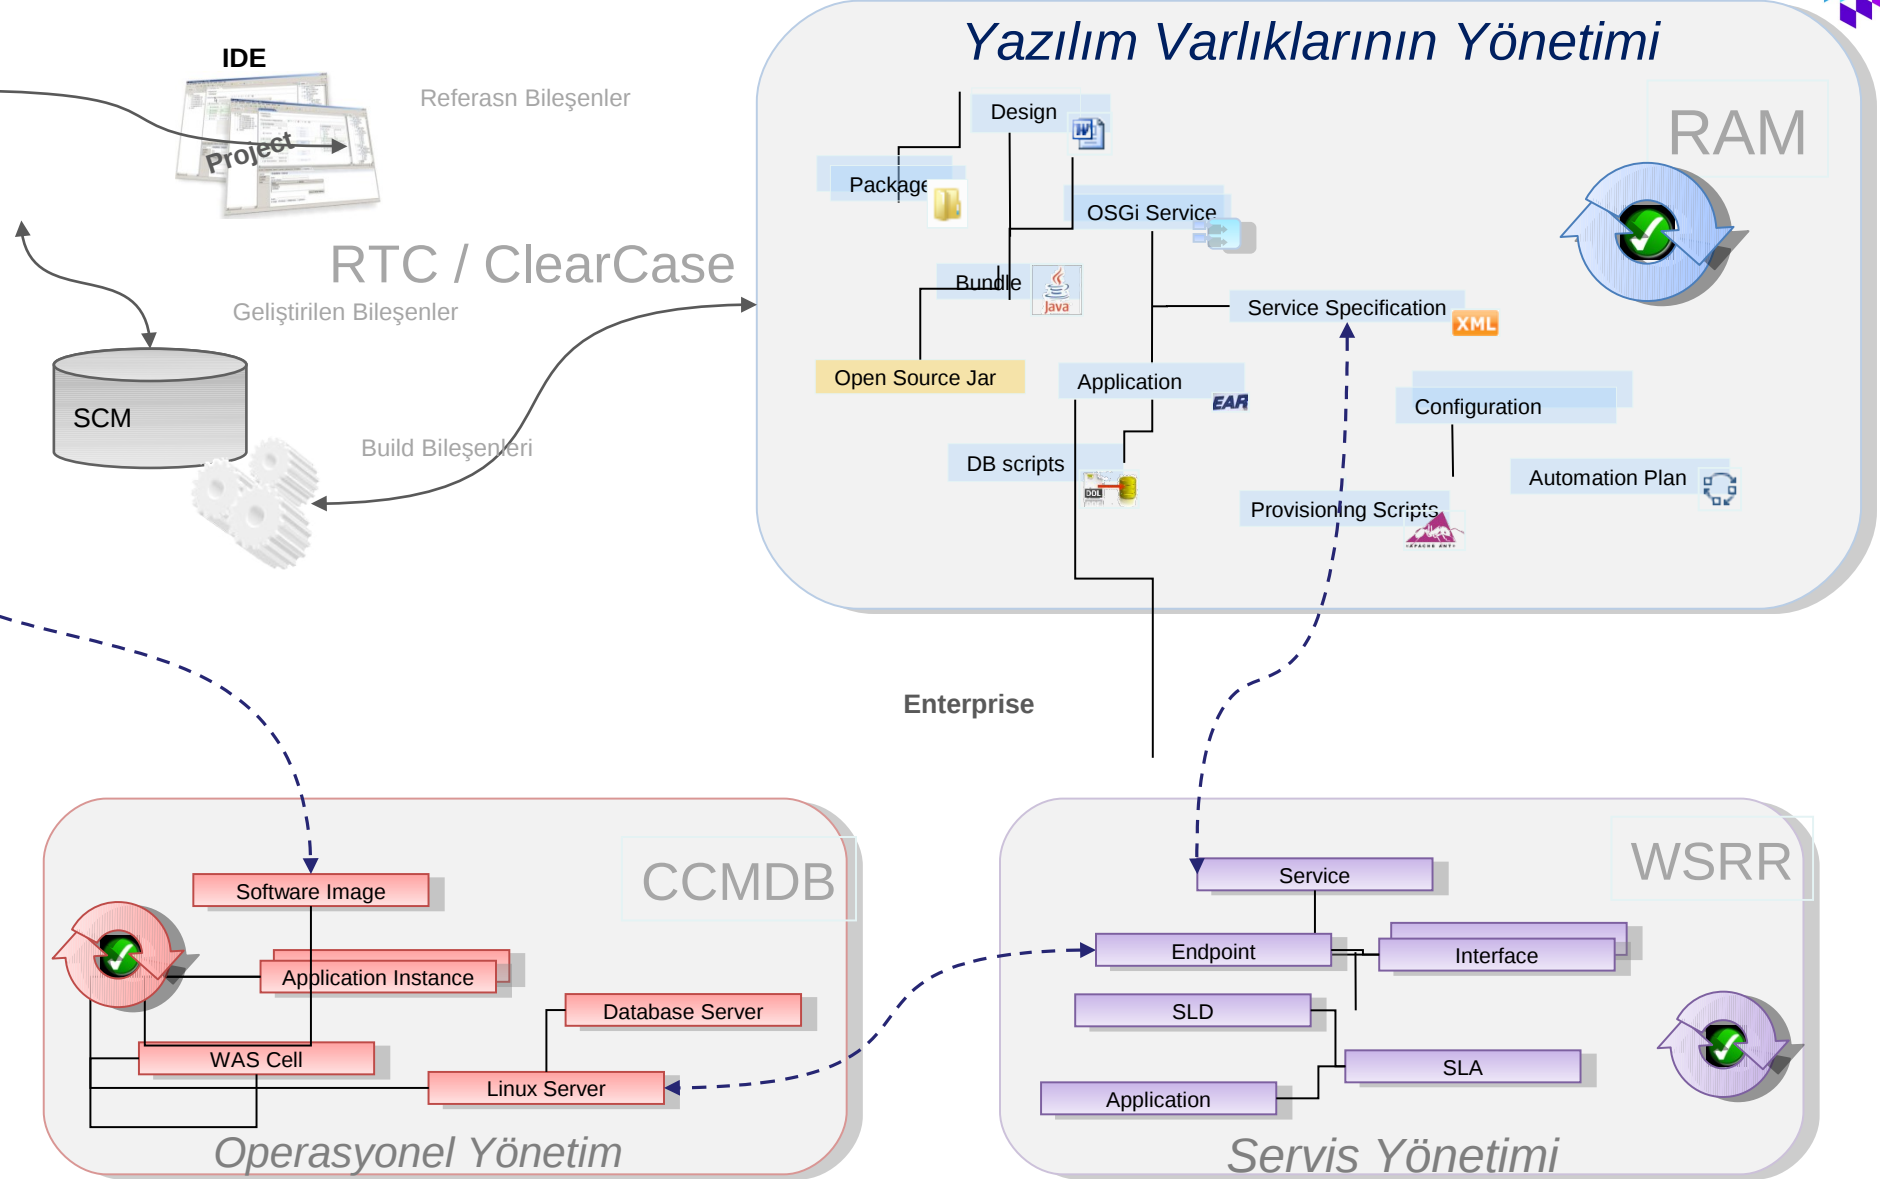 Yazılım Varlıklarının Yönetimi
IDE
Referasn Bileşenler
Project
RAM
Design
Package
OSGi Service
RTC / ClearCase
Bundle
Java
Geliştirilen Bileşenler
Service Specification
XML
Open Source Jar
Application
EAR
SCM
Configuration
Build Bileşenleri
DB scripts
DDL
Automation Plan
Provisioning Scripts
APACHE ANT
Enterprise
CCMDB
Software Image
Application Instance
Database Server
WAS Cell
Linux Server
Operasyonel Yönetim
WSRR
Service
Endpoint
Interface
SLD
SLA
Application
Servis Yönetimi